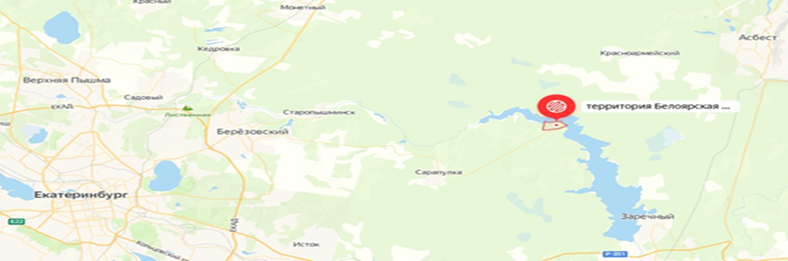 Красный
Монетный
Асбест
Кедровка
Красноармейский
Верхняя Пышма
Садовый
ЕКАД
территория Белоярская ...
Лиственная
Старопышминск
Берёзовский
Сарапулка
Екатеринбург
Заречный
E22
ЕКАД
Исток
Р-351